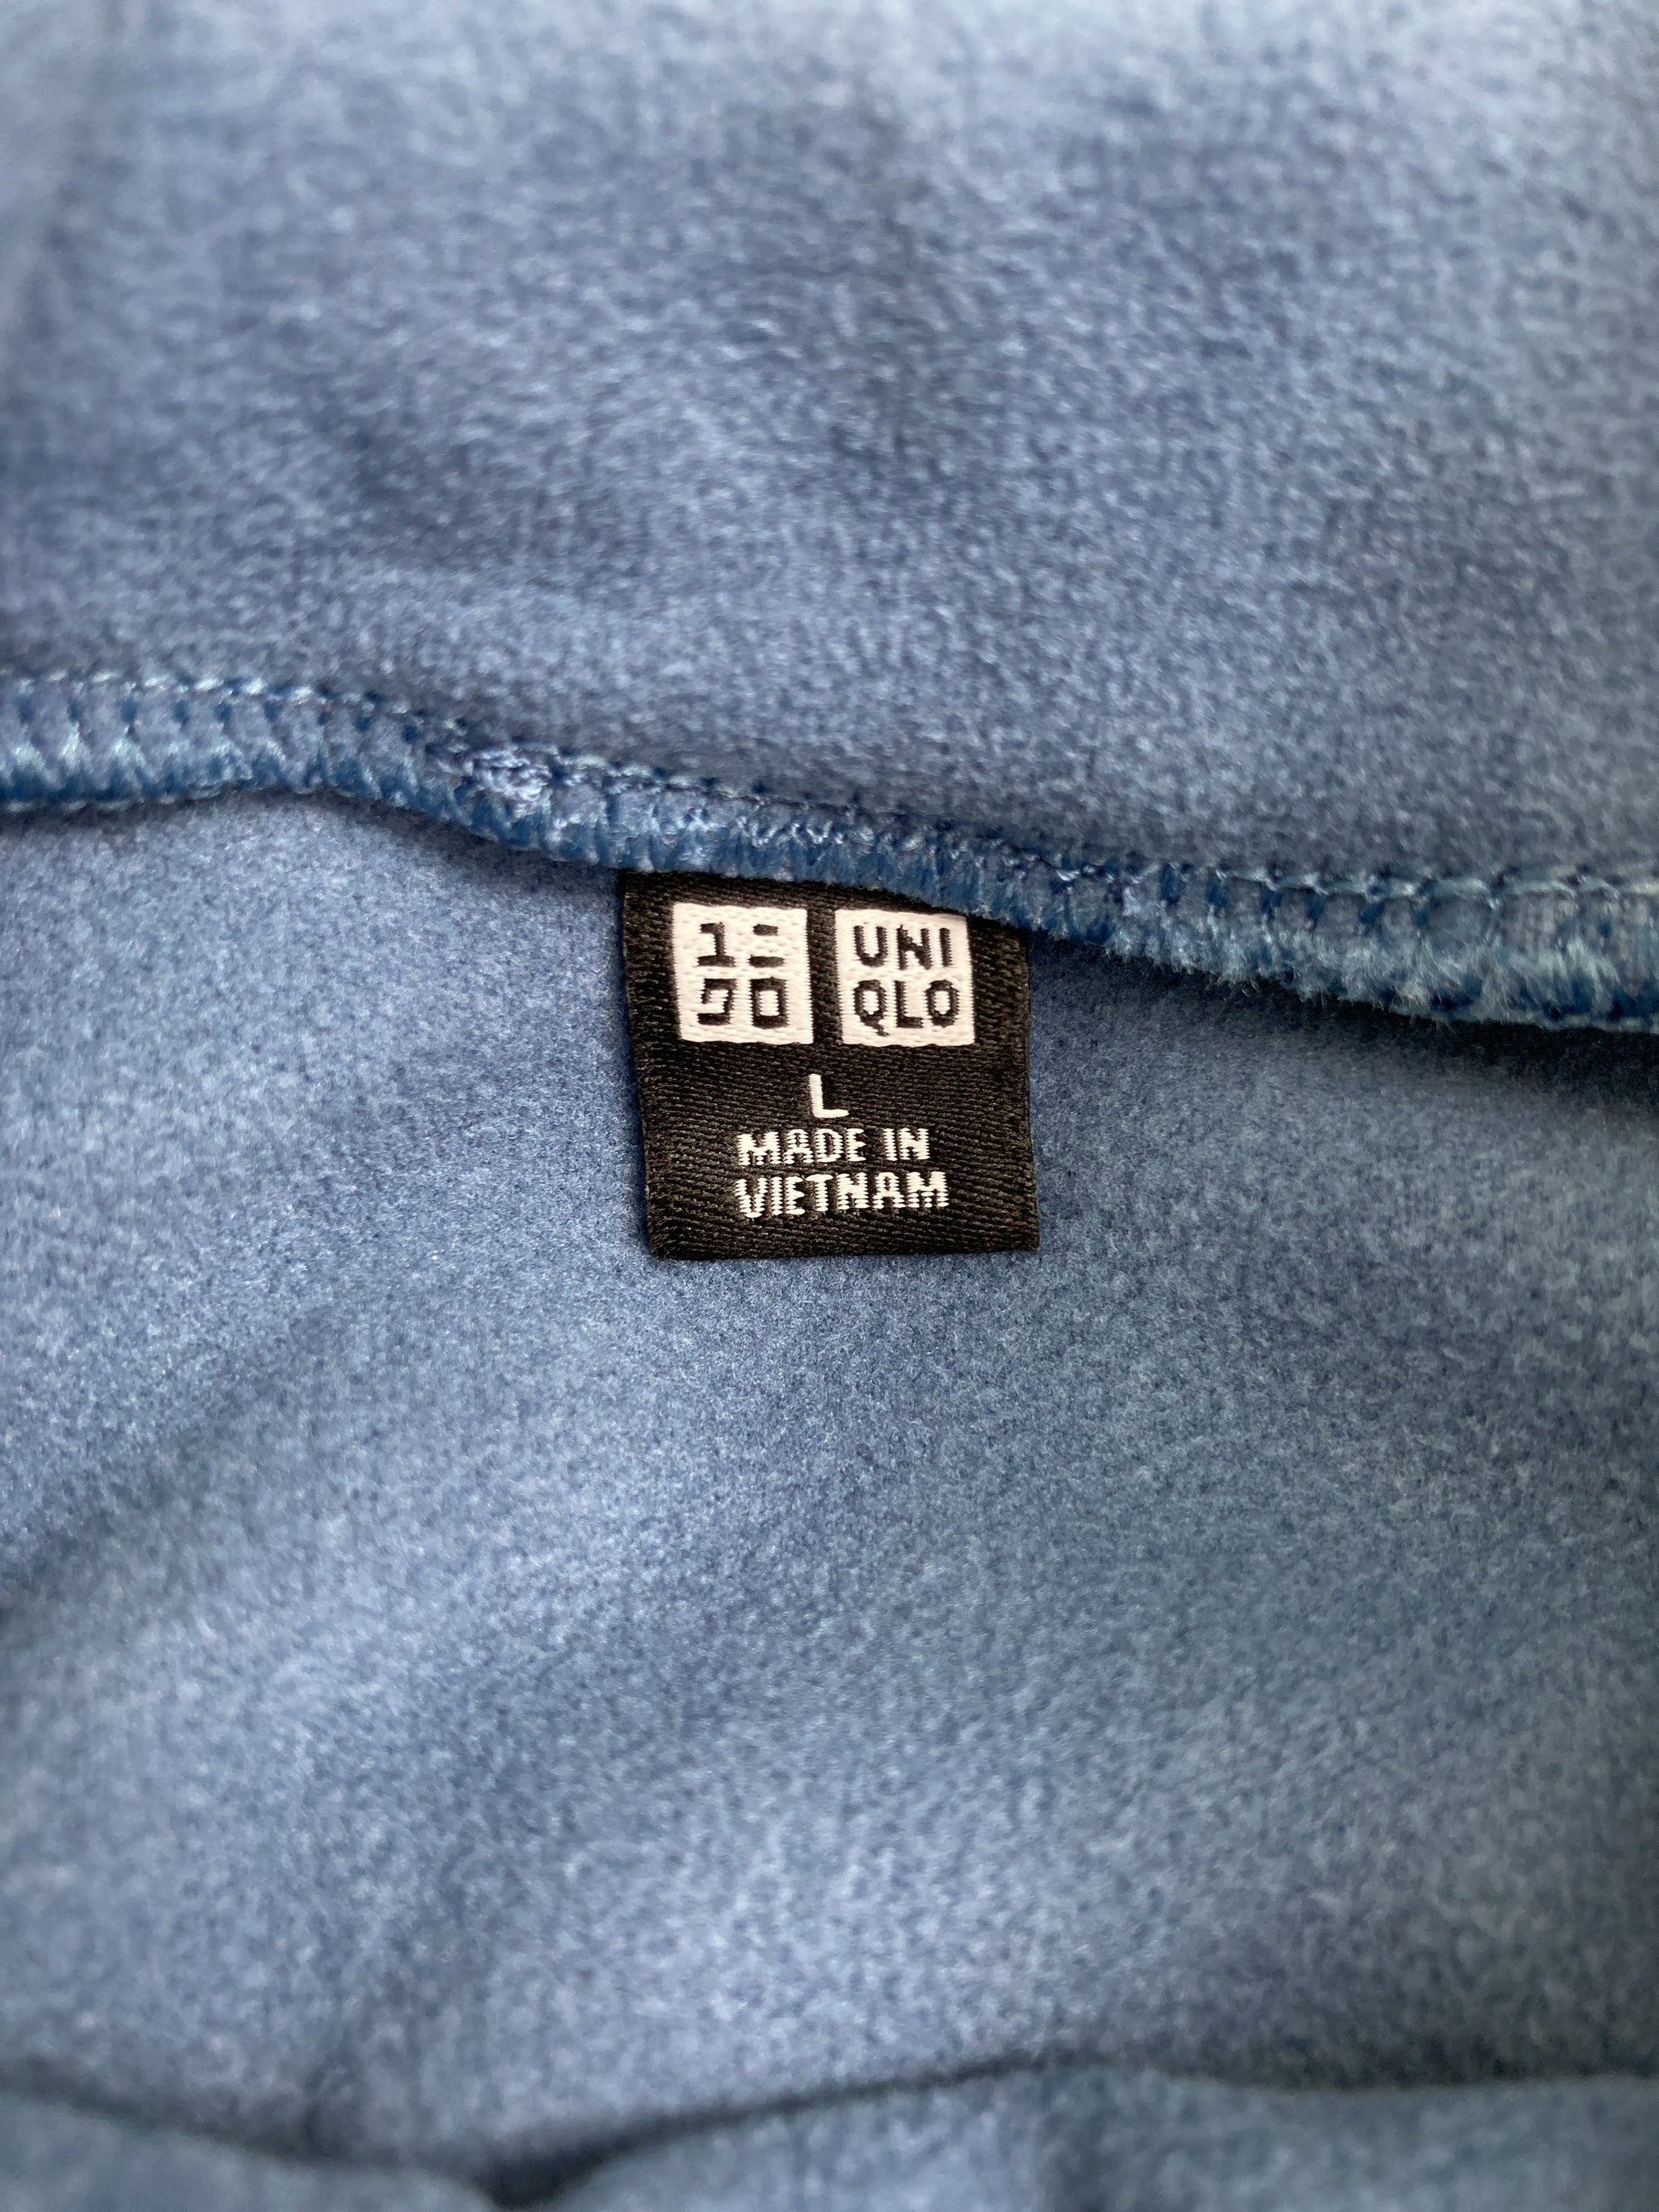 ユニ
クロ
UNI
QLO
L
MADE IN
VIETNAM